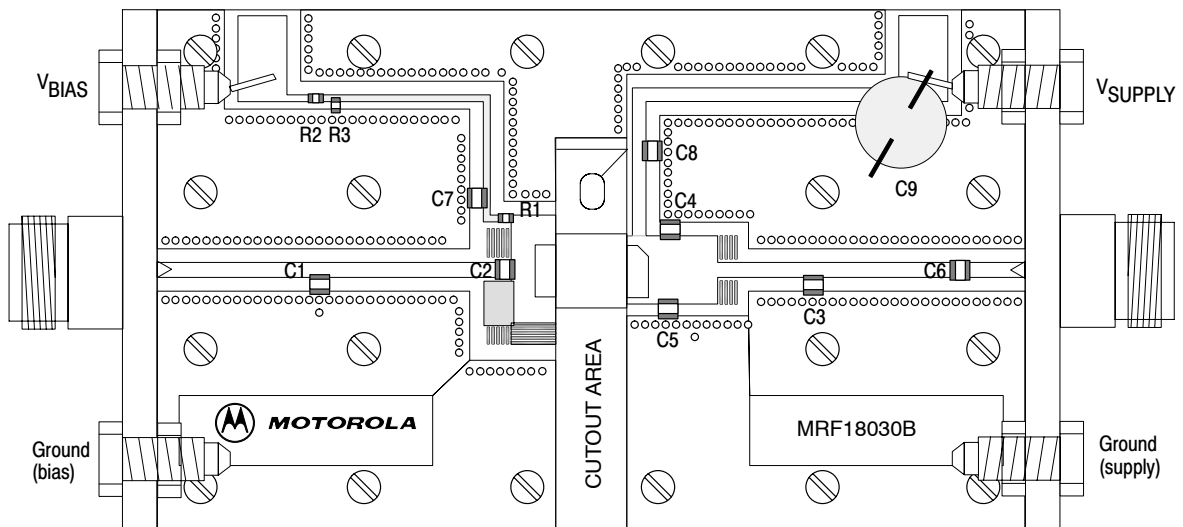 VBIAS
VSUPPLY
R2 R3
C8
C7
C9
C4
R1
C1
C2
C6
C3
C5
CUTOUT AREA
MOTOROLA
MRF18030B
Ground
(bias)
Ground
(supply)